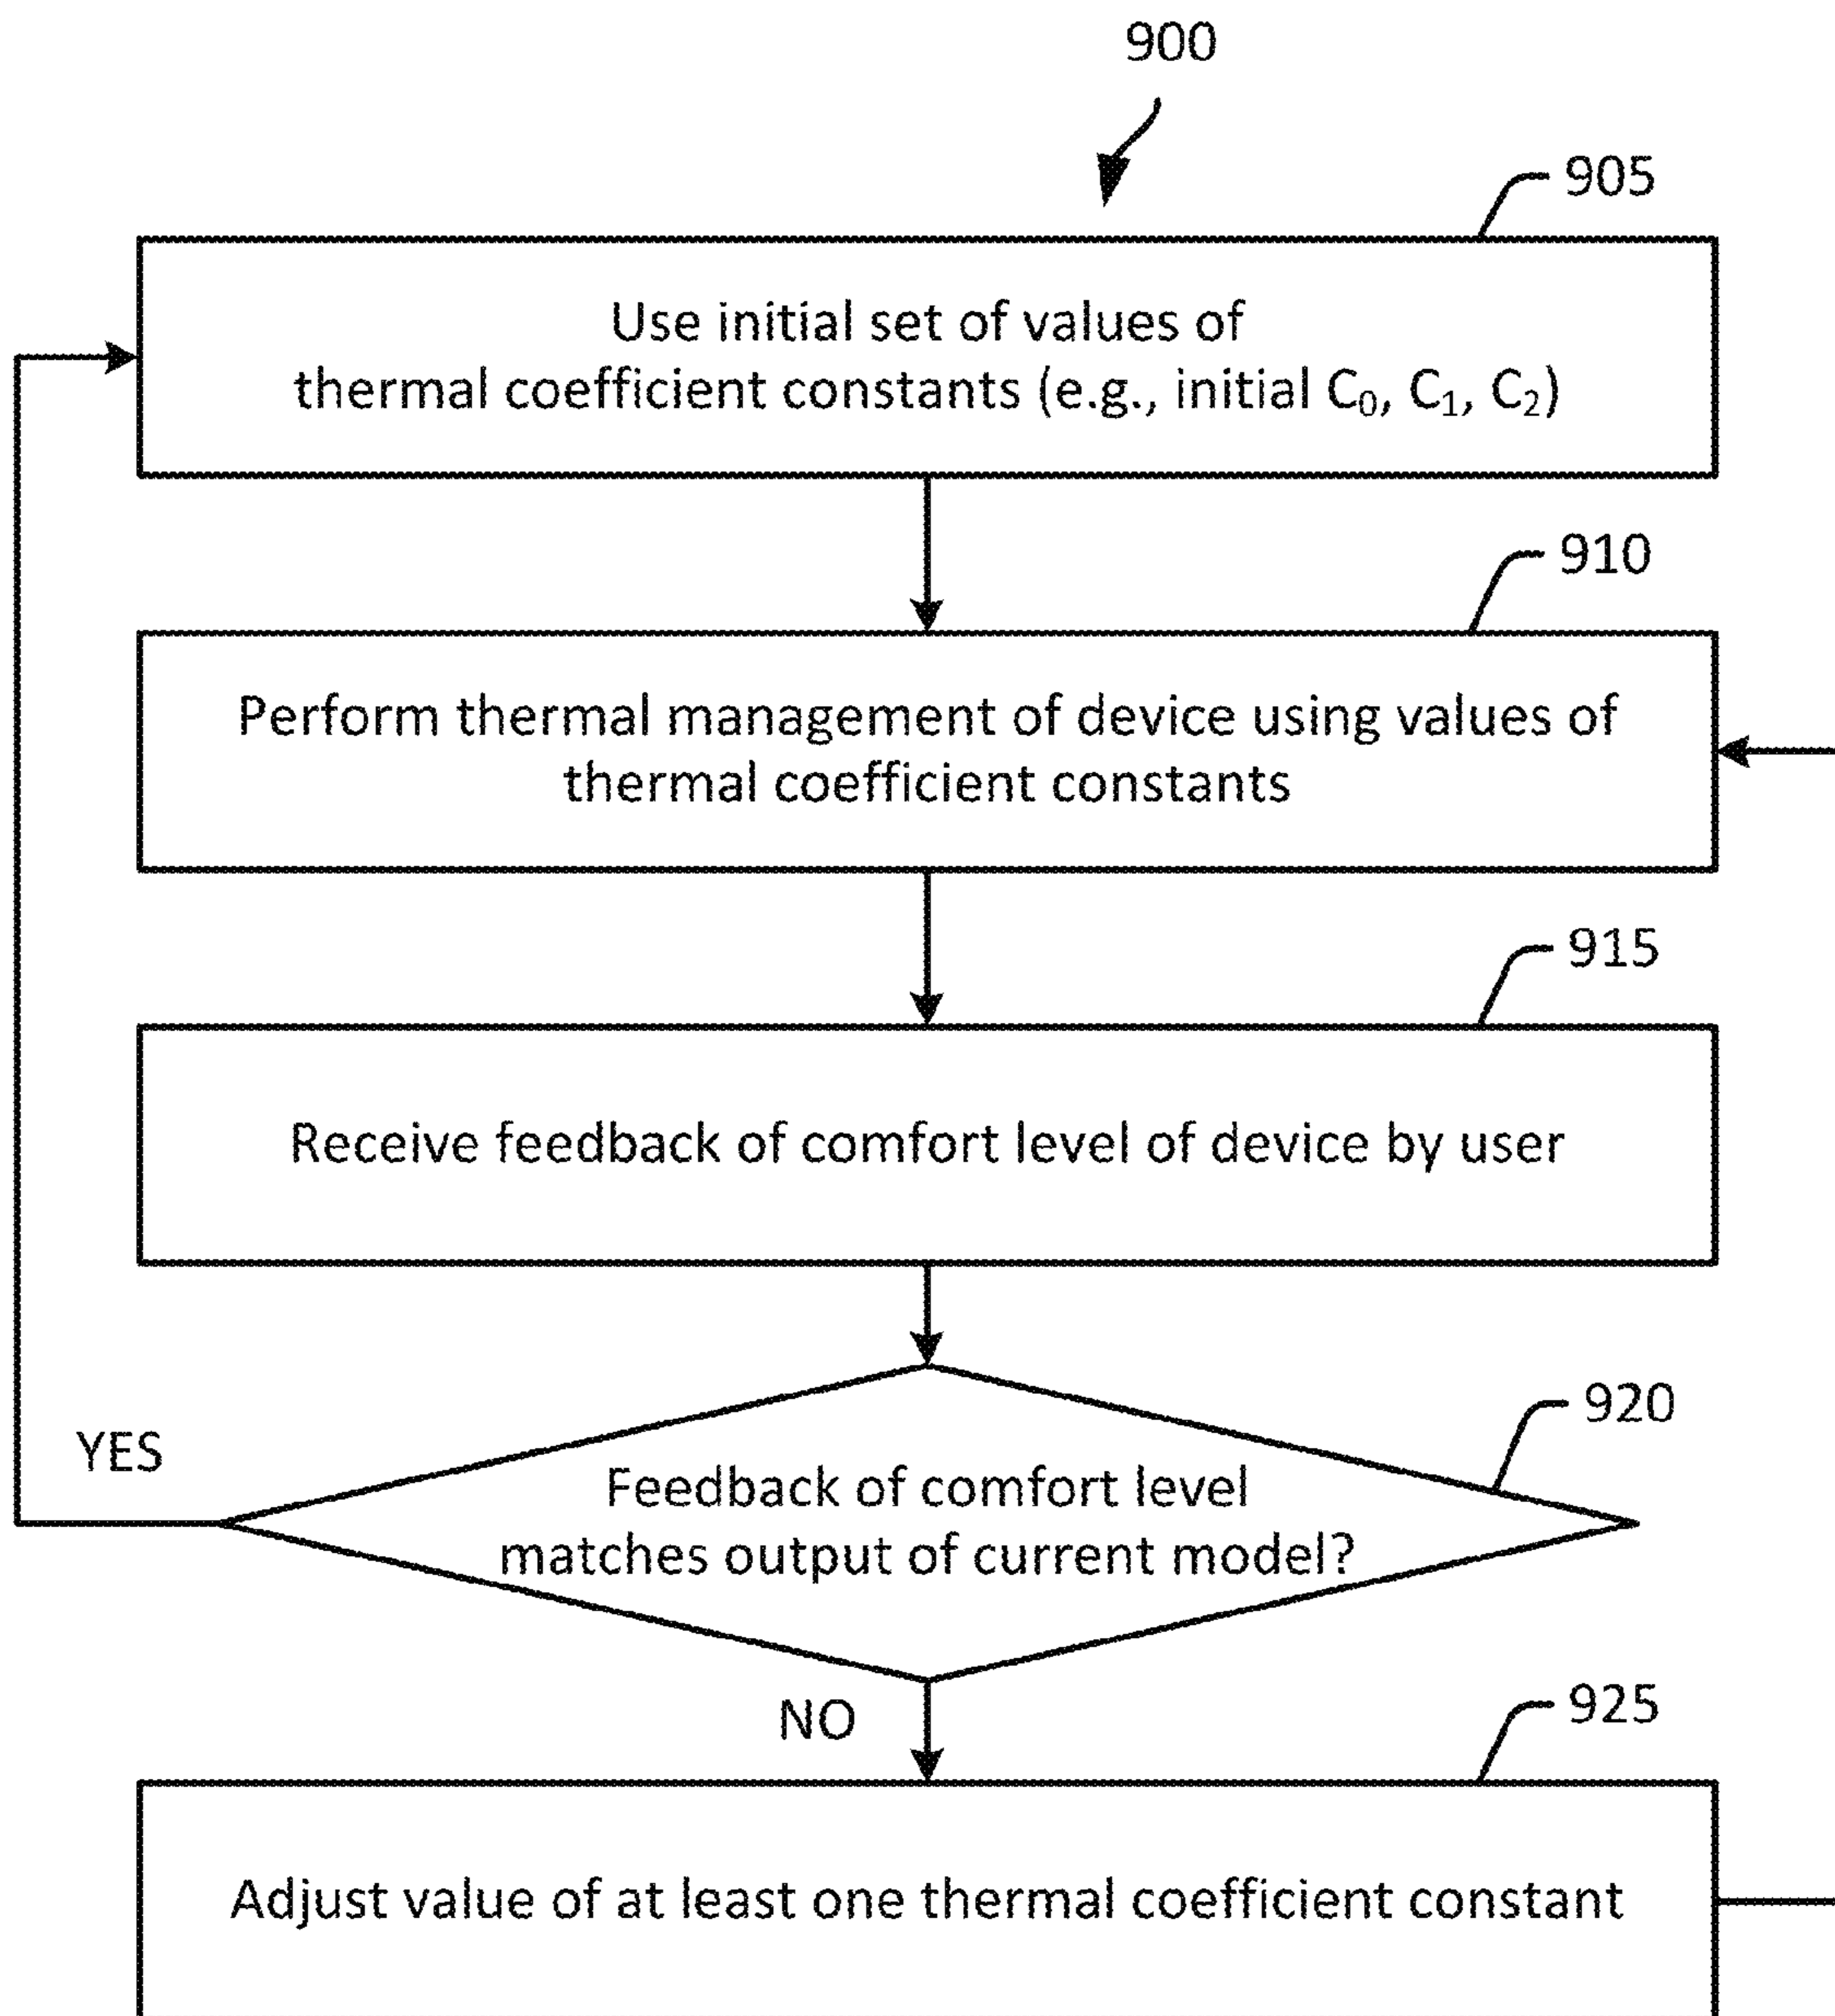 900
905
Use initial set of values of
thermal coefficient constants (e.g., initial C₀, C₁, C₂)
910
Perform thermal management of device using values of
thermal coefficient constants
915
Receive feedback of comfort level of device by user
920
YES
Feedback of comfort level
matches output of current model?
NO
925
Adjust value of at least one thermal coefficient constant